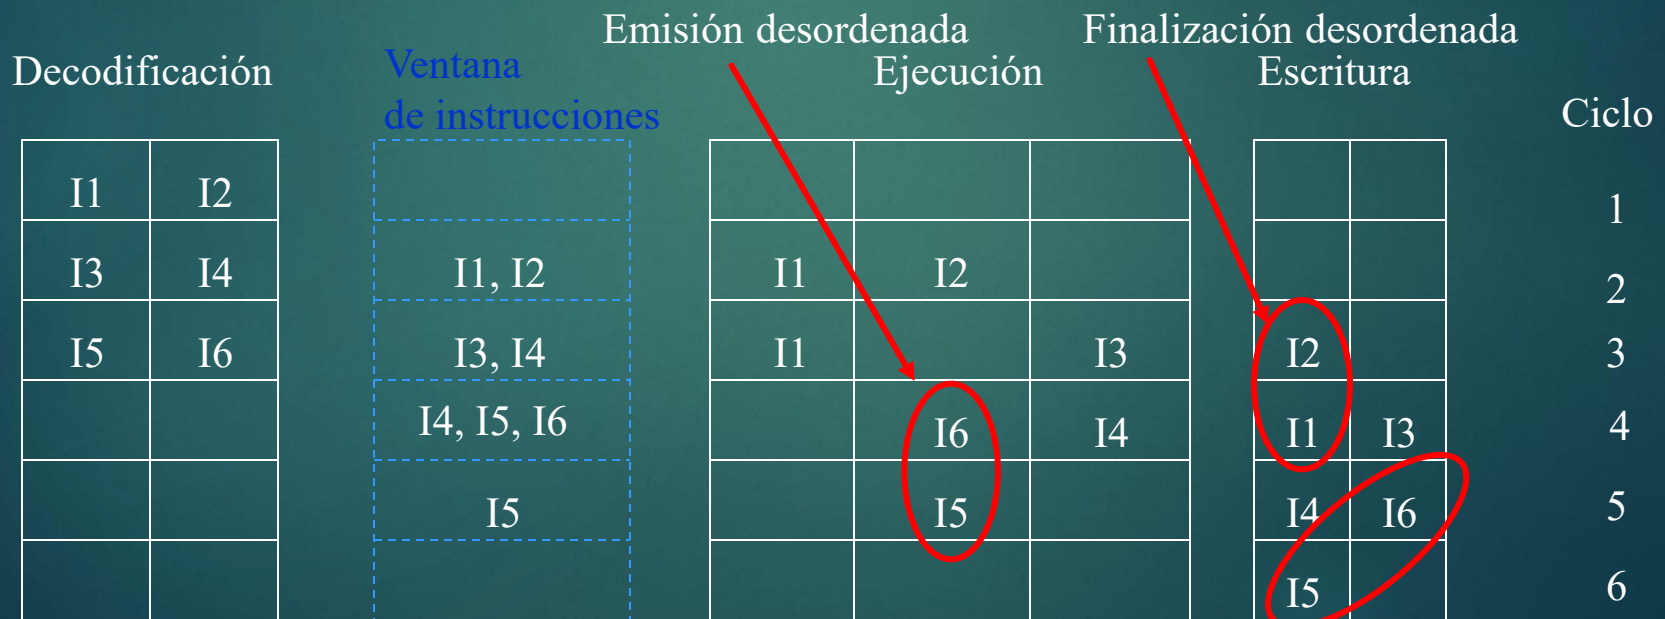 Emisión desordenada Finalización desordenada
Decodificación Ventana de instrucciones Ejecución Escritura Ciclo
I1 I2 1
I3 I4 I1, I2 I1 I2 2
I5 I6 I3, I4 I1 I3 I2 3
I4, I5, I6 I6 I4 I1 I3 4
I5 I5 I4 I6 5
I5 6